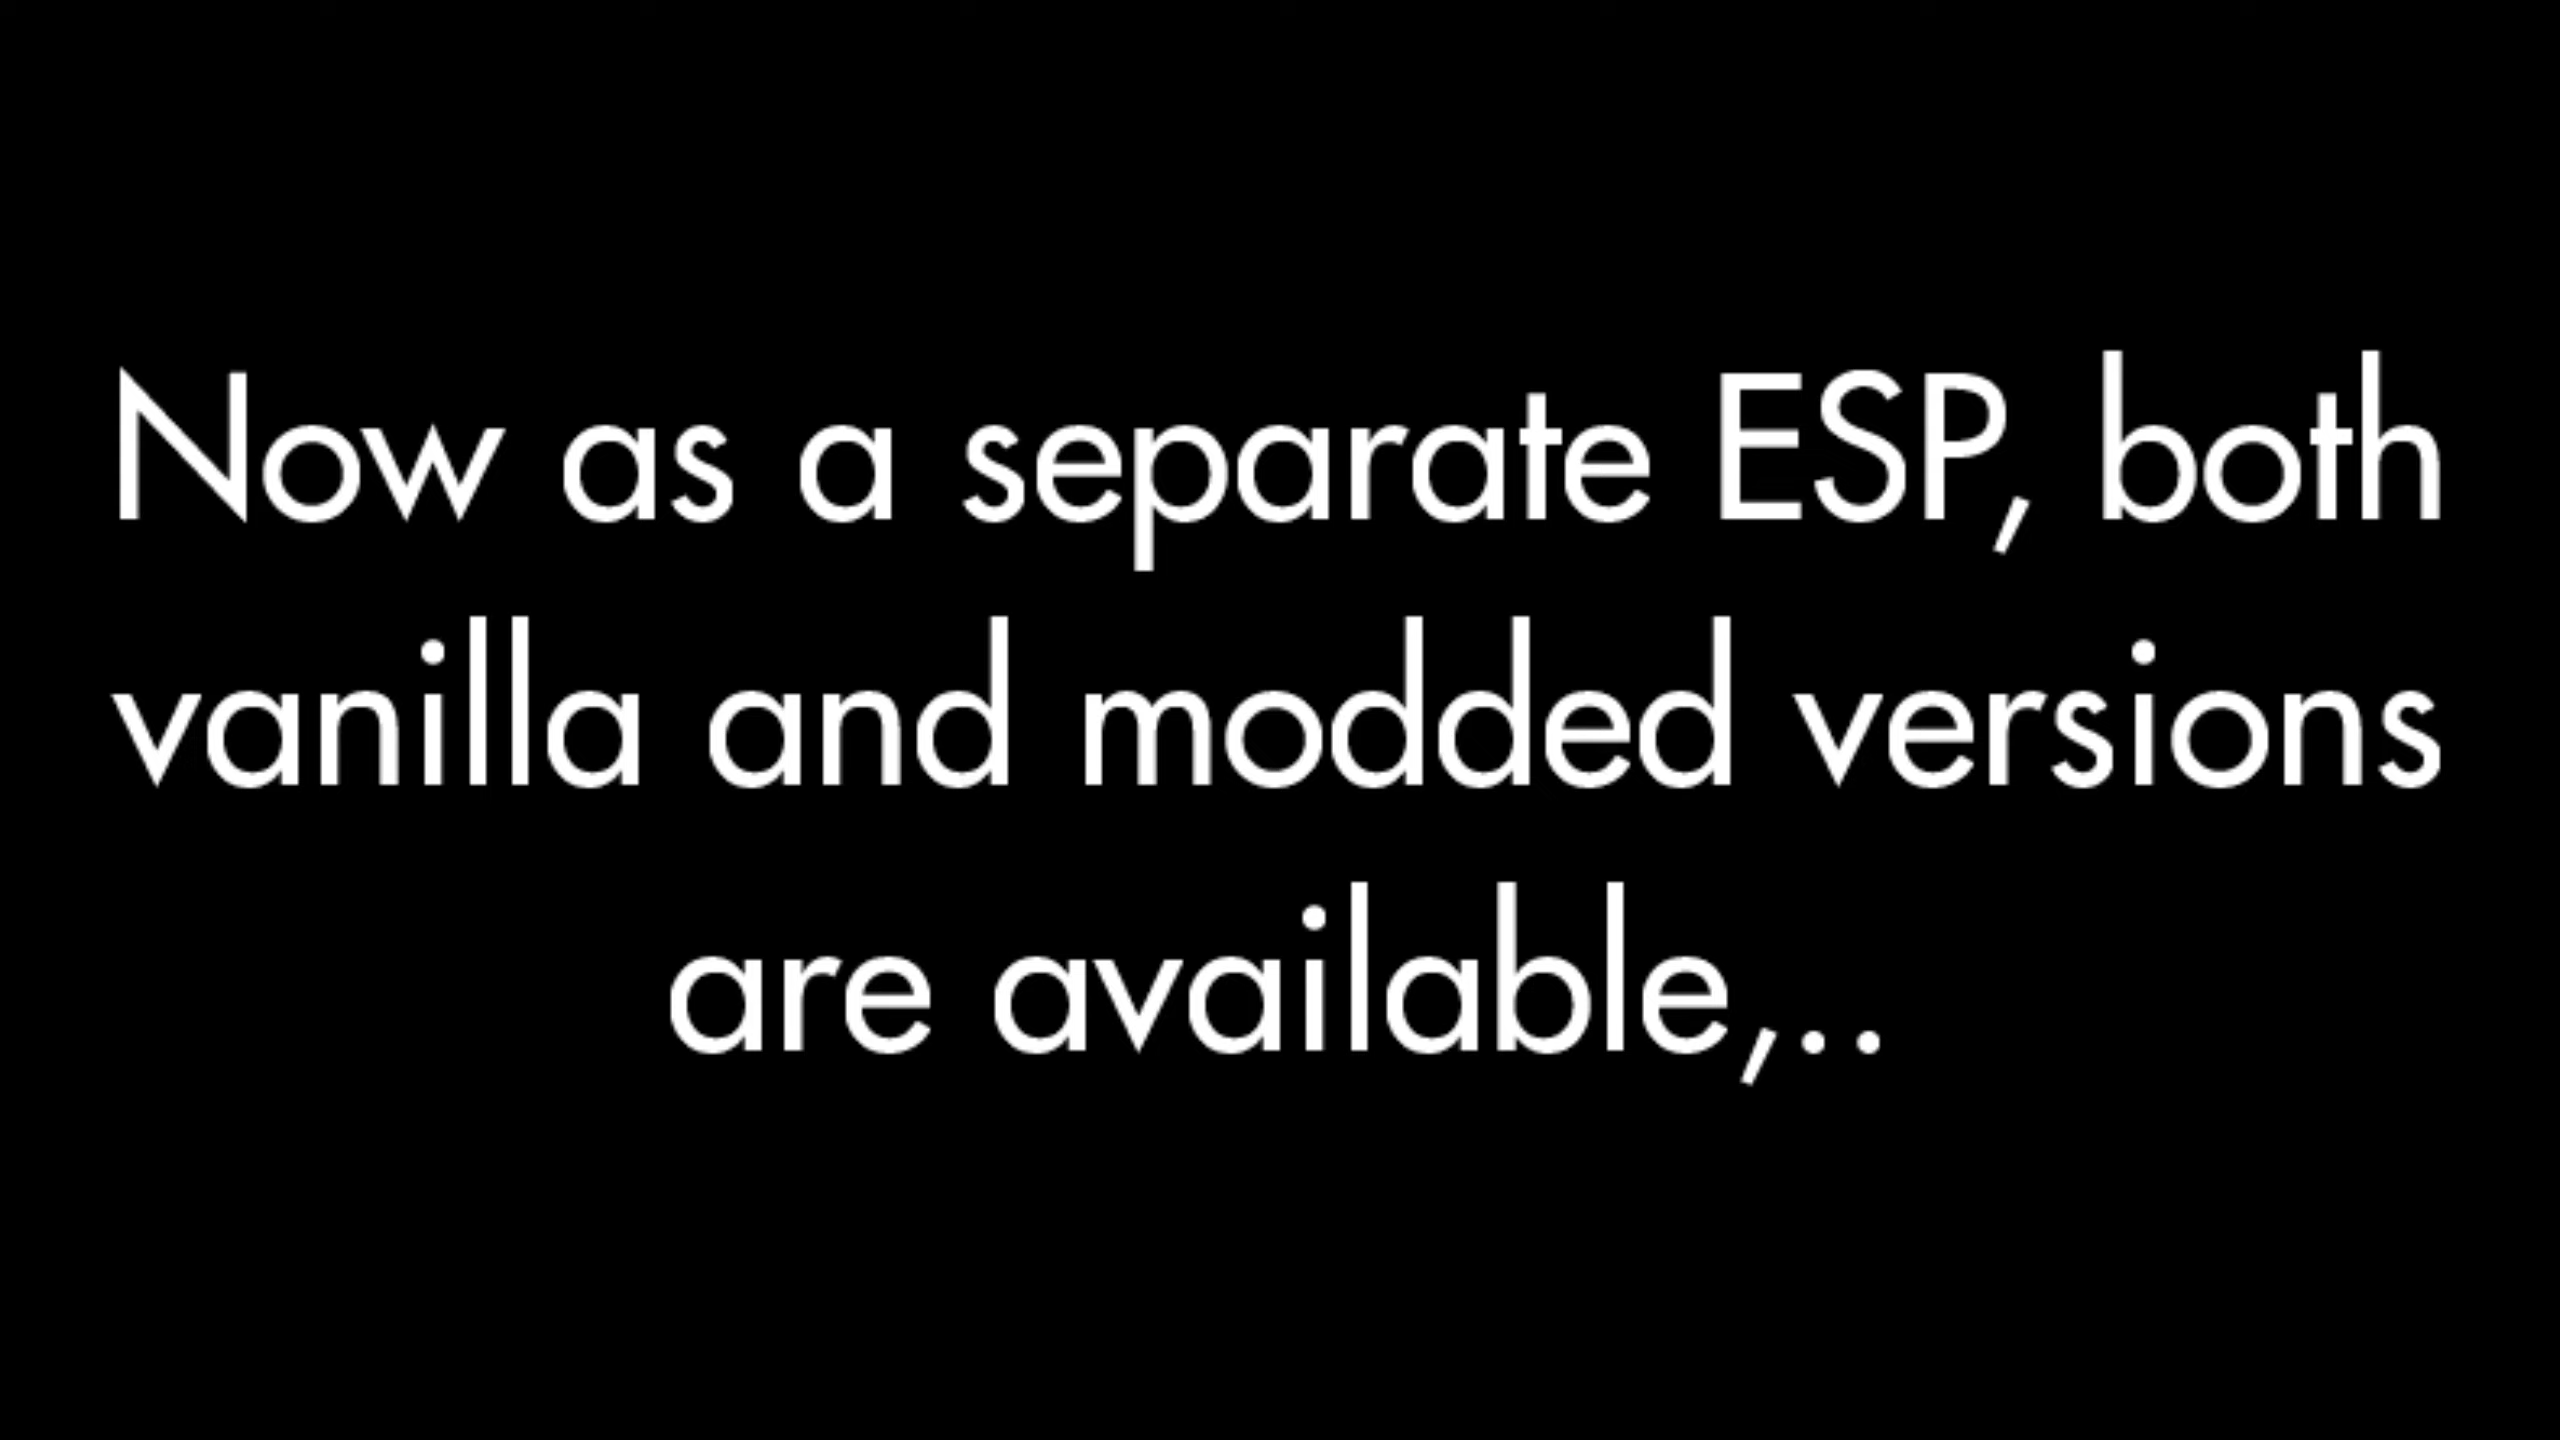 Now as a separate ESP, both
vanilla and modded versions
are available,..